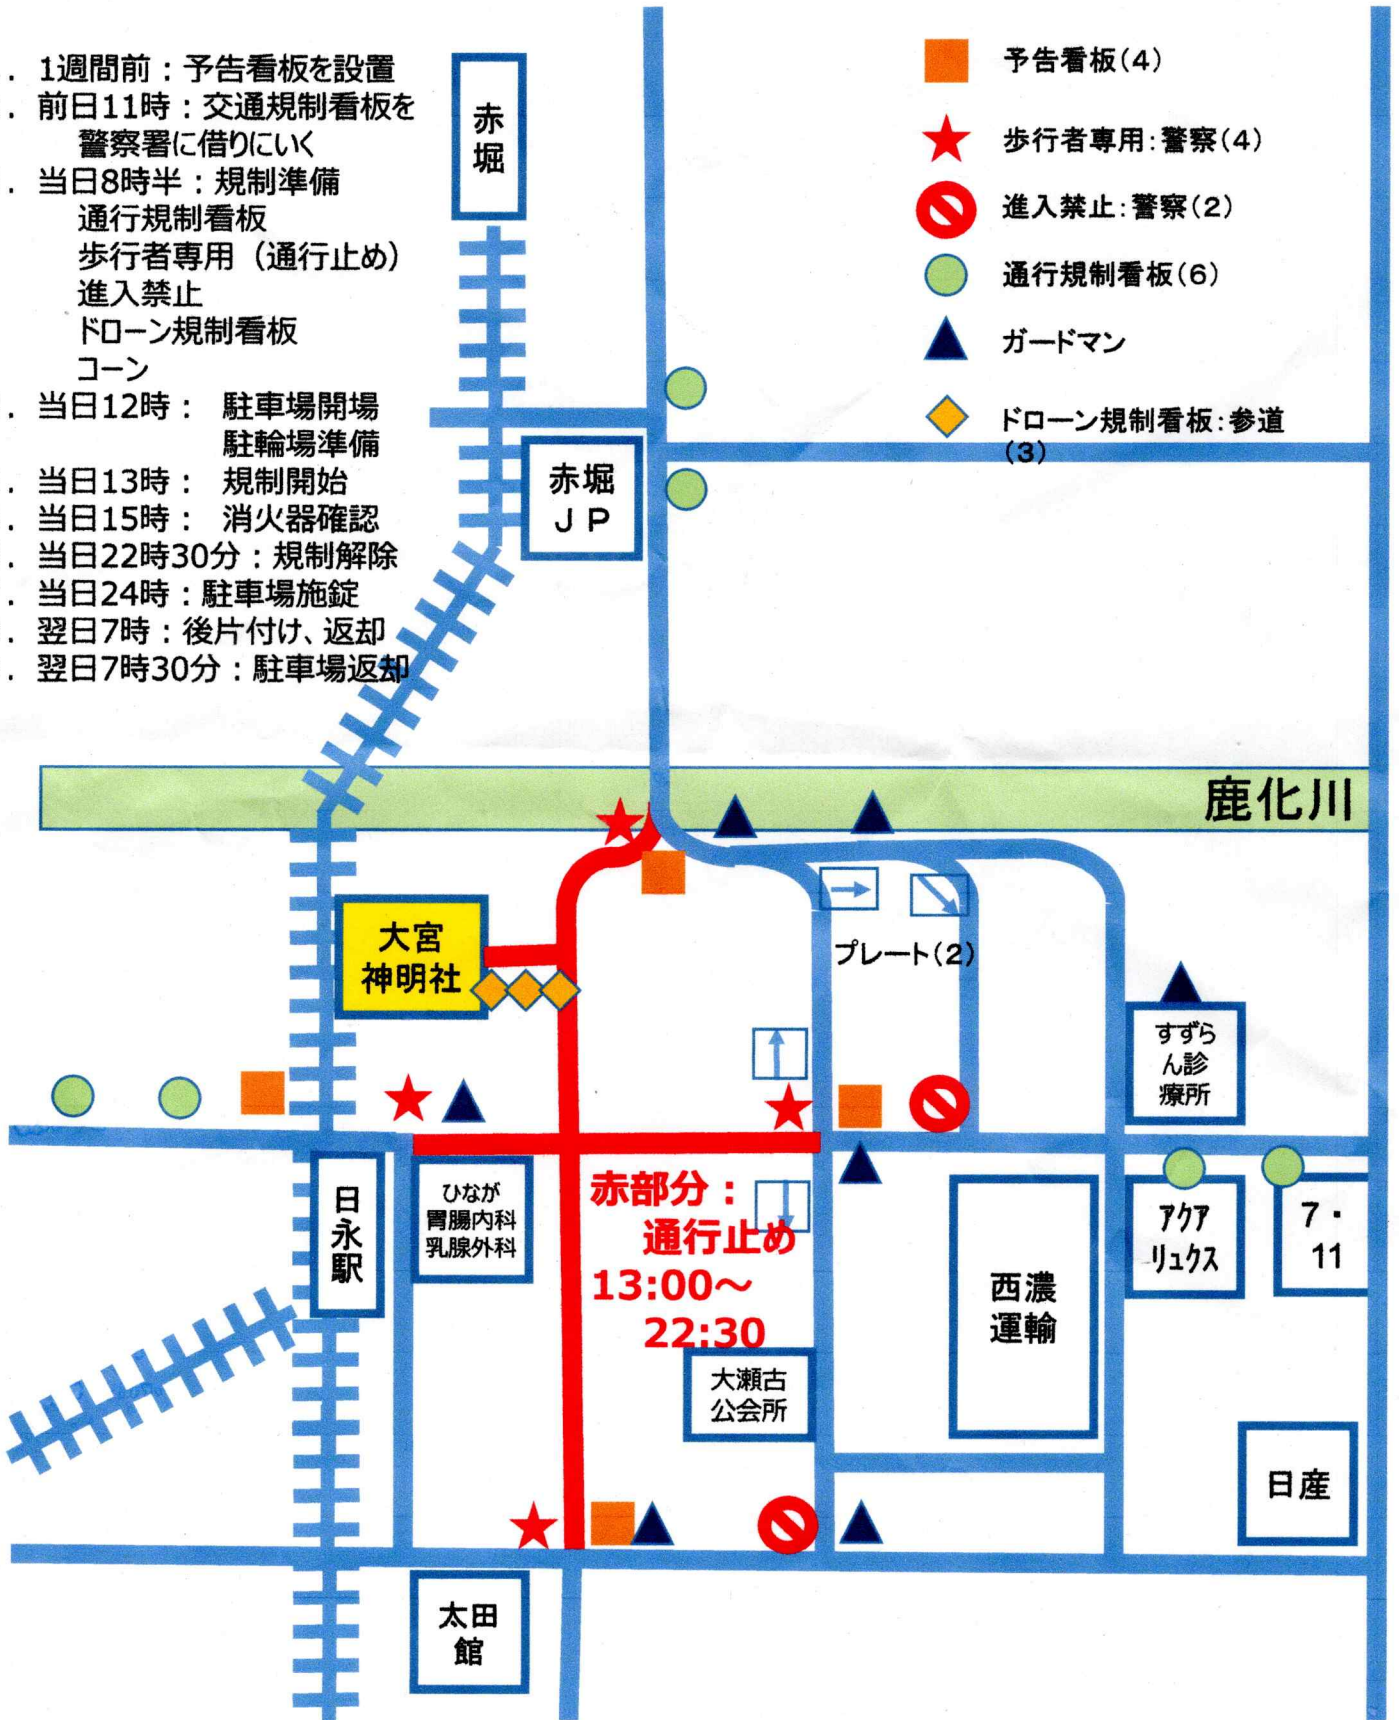 . 1週間前：予告看板を設置
. 前日11時：交通規制看板を
警察署に借りにいく
. 当日8時半：規制準備
通行規制看板
歩行者専用（通行止め）
進入禁止
ドローン規制看板
コーン
. 当日12時： 駐車場開場
駐輪場準備
. 当日13時： 規制開始
. 当日15時： 消火器確認
. 当日22時30分：規制解除
. 当日24時：駐車場施錠
. 翌日7時：後片付け、返却
. 翌日7時30分：駐車場返却
赤
堀
予告看板(4)
歩行者専用:警察(4)
進入禁止:警察(2)
通行規制看板(6)
ガードマン
ドローン規制看板:参道
(3)
赤堀
ＪＰ
鹿化川
大宮
神明社
プレート(2)
すずら
ん診
療所
日
永
駅
ひなが
胃腸内科
乳腺外科
赤部分：
通行止め
13:00～
22:30
西濃
運輸
アクア
リュクス
7・
11
大瀬古
公会所
日産
太田
館